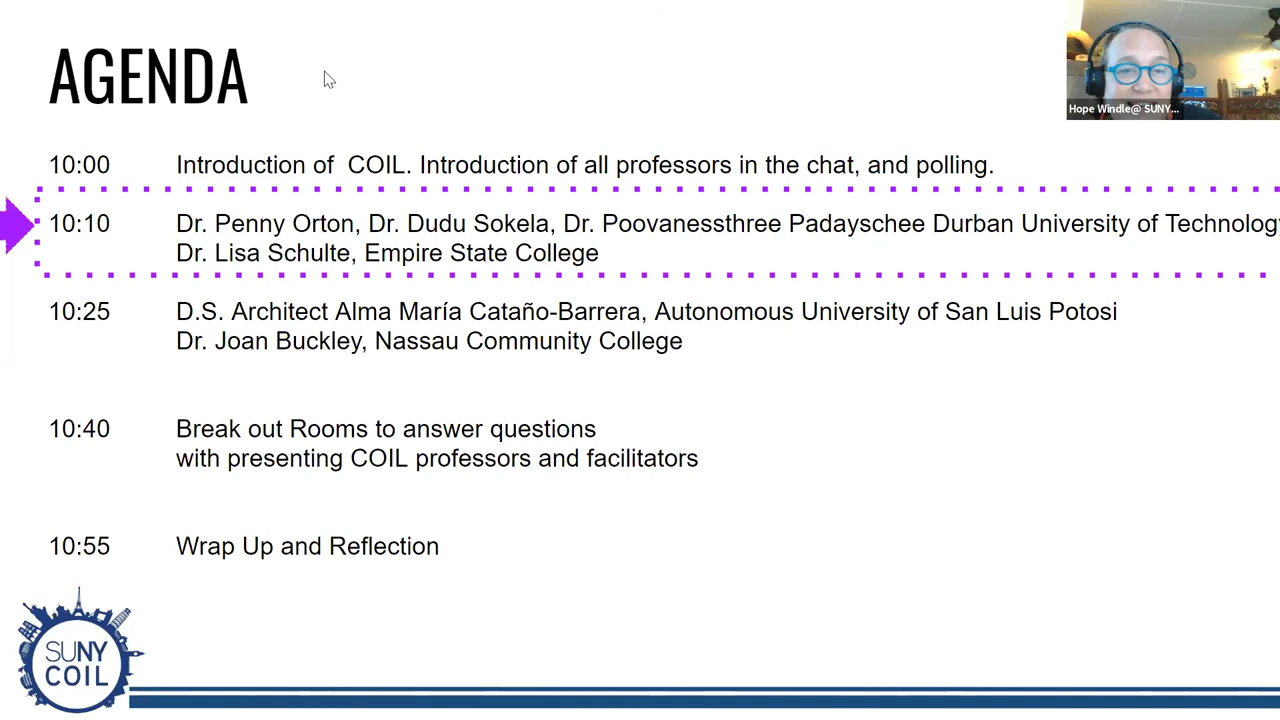 AGENDA
Hope Windle@ SUNY...
10:00 Introduction of  COIL. Introduction of all professors in the chat, and polling.
10:10 Dr. Penny Orton, Dr. Dudu Sokela, Dr. Poovanessthree Padayschee Durban University of Technology
Dr. Lisa Schulte, Empire State College
10:25 D.S. Architect Alma María Cataño-Barrera, Autonomous University of San Luis Potosi
Dr. Joan Buckley, Nassau Community College
10:40 Break out Rooms to answer questions
with presenting COIL professors and facilitators
10:55 Wrap Up and Reflection
SUNY
COIL